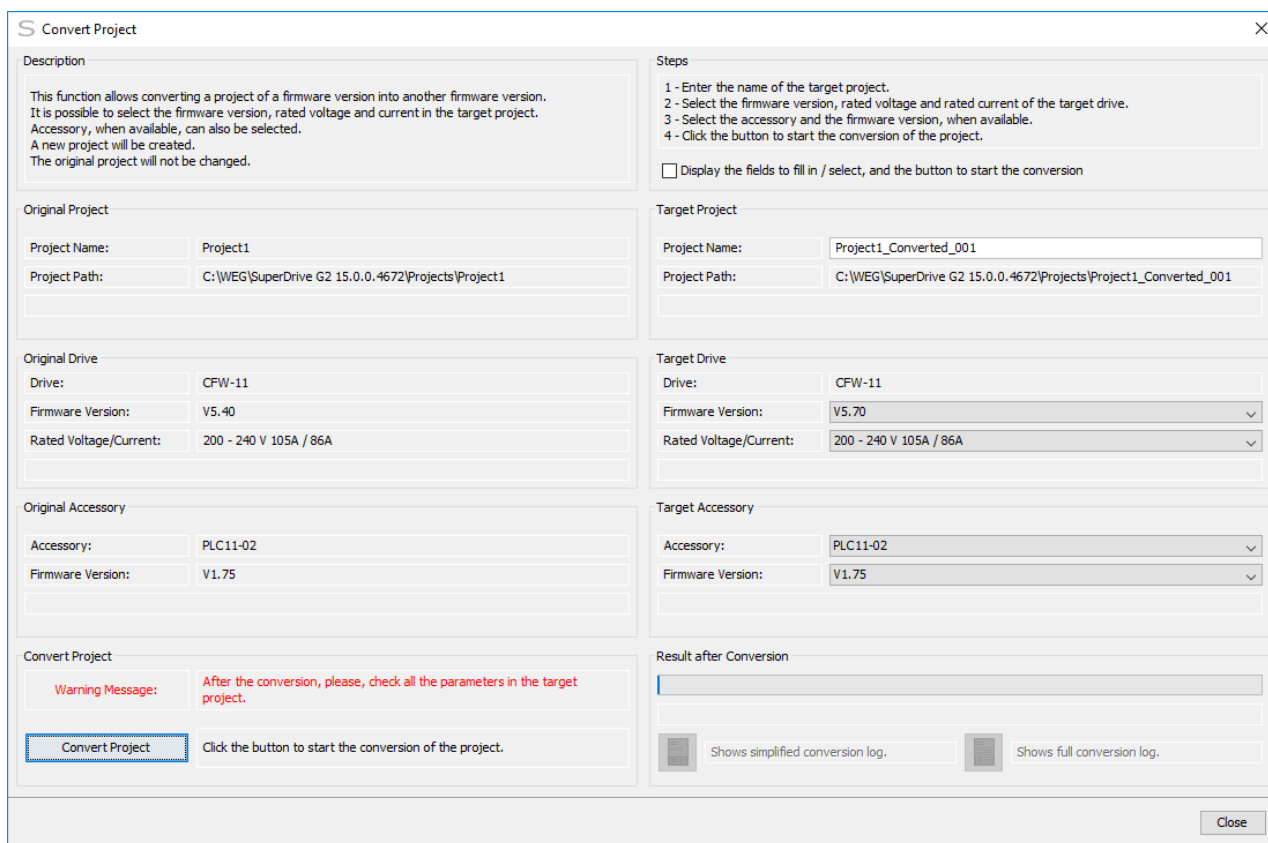 Convert Project
Description
This function allows converting a project of a firmware version into another firmware version.
It is possible to select the firmware version, rated voltage and current in the target project.
Accessory, when available, can also be selected.
A new project will be created.
The original project will not be changed.
Steps
1 - Enter the name of the target project.
2 - Select the firmware version, rated voltage and rated current of the target drive.
3 - Select the accessory and the firmware version, when available.
4 - Click the button to start the conversion of the project.
Display the fields to fill in / select, and the button to start the conversion
Original Project
Project Name: Project1
Project Path: C:\WEG\SuperDrive G2 15.0.0.4672\Projects\Project1
Target Project
Project Name: Project1_Converted_001
Project Path: C:\WEG\SuperDrive G2 15.0.0.4672\Projects\Project1_Converted_001
Original Drive
Drive: CFW-11
Firmware Version: V5.40
Rated Voltage/Current: 200 - 240 V 105A / 86A
Target Drive
Drive: CFW-11
Firmware Version: V5.70
Rated Voltage/Current: 200 - 240 V 105A / 86A
Original Accessory
Accessory: PLC11-02
Firmware Version: V1.75
Target Accessory
Accessory: PLC11-02
Firmware Version: V1.75
Convert Project
Warning Message: After the conversion, please, check all the parameters in the target
project.
Convert Project Click the button to start the conversion of the project.
Result after Conversion
Shows simplified conversion log. Shows full conversion log.
Close